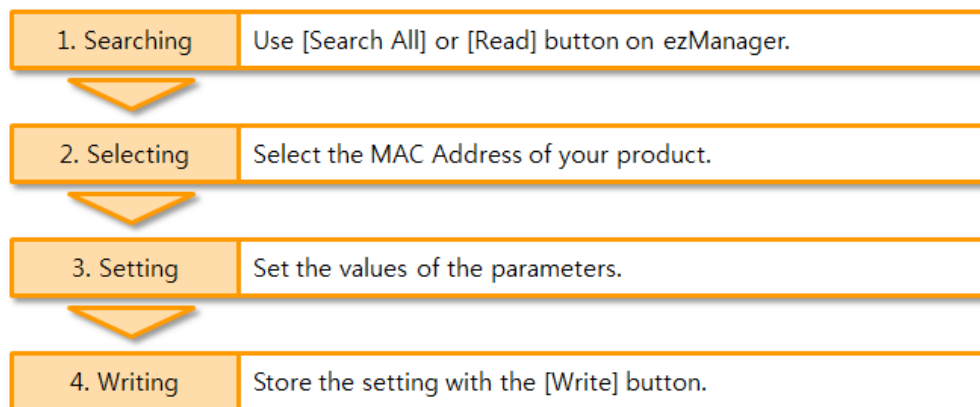 1. Searching
Use [Search All] or [Read] button on ezManager.
2. Selecting
Select the MAC Address of your product.
3. Setting
Set the values of the parameters.
4. Writing
Store the setting with the [Write] button.